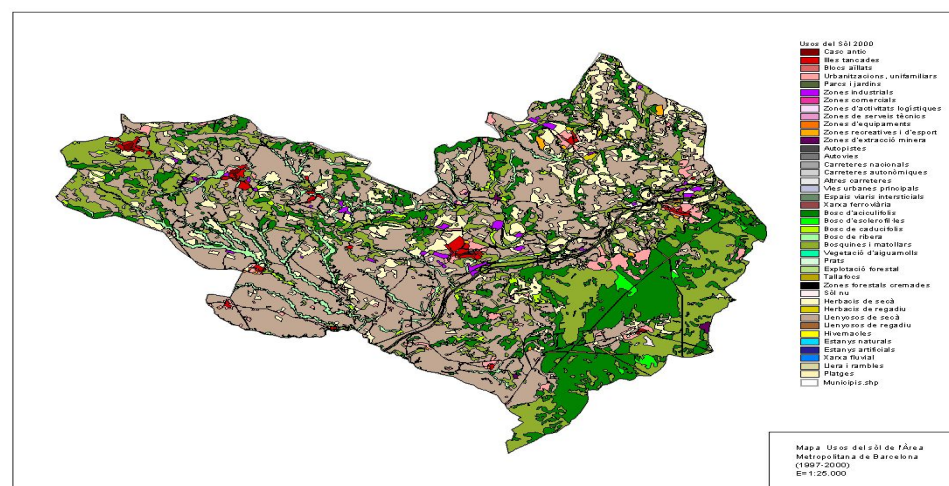 Usos del Sòl 2000
Casc antic
Illes tancades
Blocs aïllats
Urbanitzacions, unifamiliars
Parcs i jardins
Zones industrials
Zones comercials
Zones d'activitats logístiques
Zones de serveis tècnics
Zones d'equipaments
Zones recreatives i d'esport
Zones d'extracció minera
Autopistes
Autovies
Carreteres nacionals
Carreteres autonòmiques
Altres carreteres
Vies urbanes principals
Espais viaris intersticials
Xarxa ferroviària
Bosc d'aciculifolis
Bosc d'esclerofil·les
Bosc de caducifolis
Bosc de ribera
Bosquines i matollars
Vegetació d'aiguamolls
Prats
Explotació forestal
Tallafocs
Zones forestals cremades
Sòl nu
Herbacis de secà
Herbacis de regadiu
Llenyosos de secà
Llenyosos de regadiu
Hivernacles
Estanys naturals
Estanys artificials
Xarxa fluvial
Llera i rambles
Platges
Municipis.shp
Mapa Usos del sòl de l'Àrea
Metropolitana de Barcelona
(1997-2000)
E=1:25.000